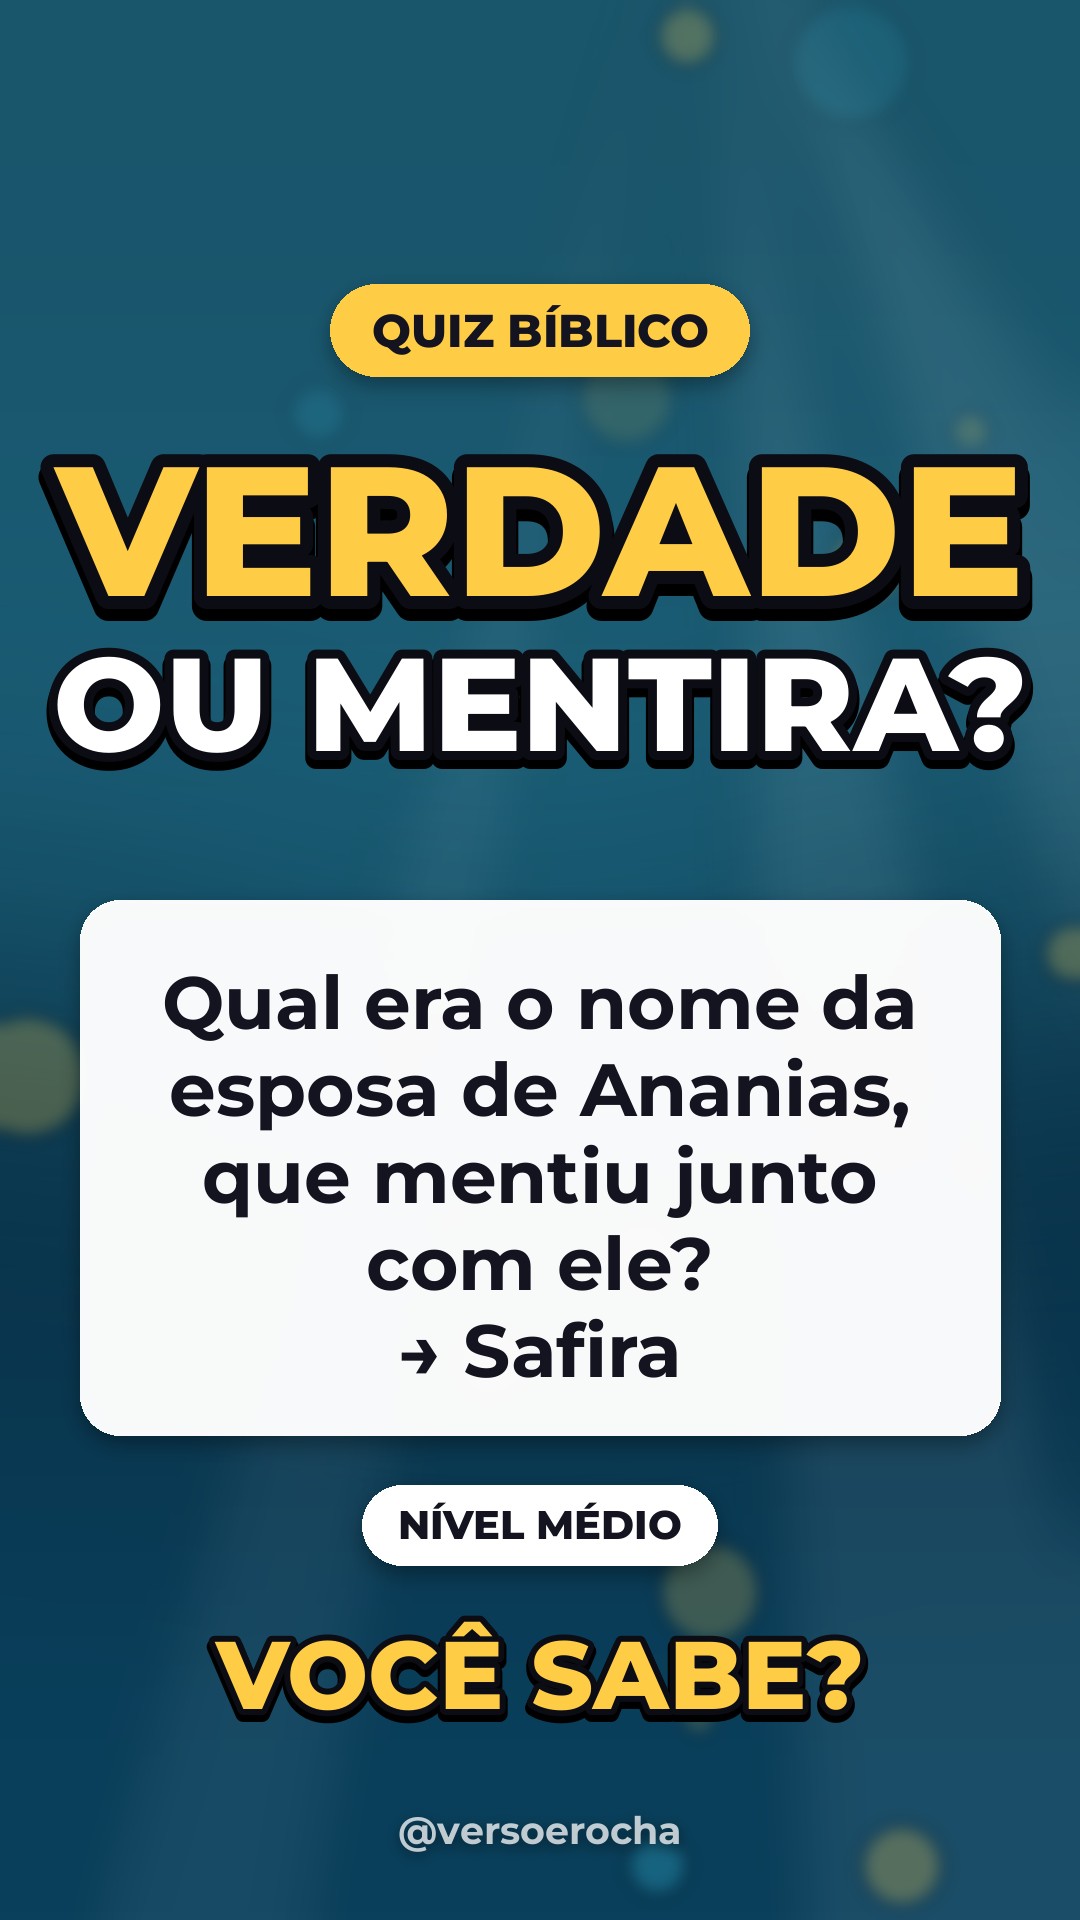 QUIZ BÍBLICO
VERDADE
OU MENTIRA?
Qual era o nome da
esposa de Ananias,
que mentiu junto
com ele?
→ Safira
NÍVEL MÉDIO
VOCÊ SABE?
@versoerocha